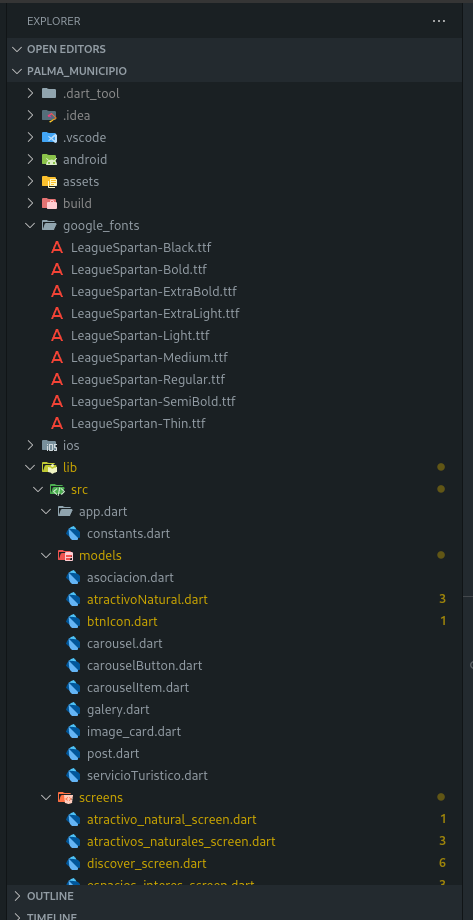 EXPLORER
OPEN EDITORS
PALMA_MUNICIPIO
.dart_tool
.idea
.vscode
android
assets
build
google_fonts
LeagueSpartan-Black.ttf
LeagueSpartan-Bold.ttf
LeagueSpartan-ExtraBold.ttf
LeagueSpartan-ExtraLight.ttf
LeagueSpartan-Light.ttf
LeagueSpartan-Medium.ttf
LeagueSpartan-Regular.ttf
LeagueSpartan-SemiBold.ttf
LeagueSpartan-Thin.ttf
iOS ios
lib
src
app.dart
constants.dart
models
asociacion.dart
atractivoNatural.dart 3
btnIcon.dart 1
carousel.dart
carouselButton.dart
carouselItem.dart
galery.dart
image_card.dart
post.dart
servicioTuristico.dart
screens
atractivo_natural_screen.dart 1
atractivos_naturales_screen.dart 3
discover_screen.dart 6
espacios_interes_screen.dart 3
OUTLINE
TIMELINE